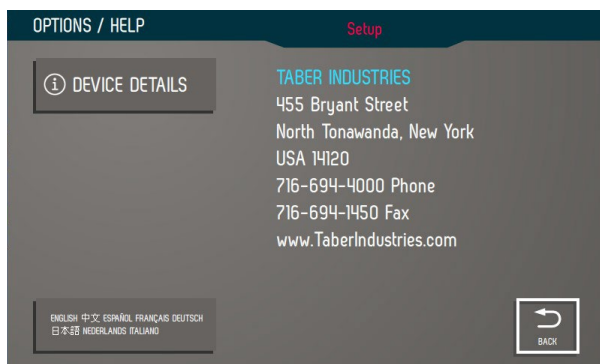 OPTIONS / HELP
Setup
DEVICE DETAILS
TABER INDUSTRIES
455 Bryant Street
North Tonawanda, New York
USA 14120
716-694-4000 Phone
716-694-1450 Fax
www.TaberIndustries.com
ENGLISH 中文 ESPAÑOL FRANÇAIS DEUTSCH
日本語 NEDERLANDS ITALIANO
BACK